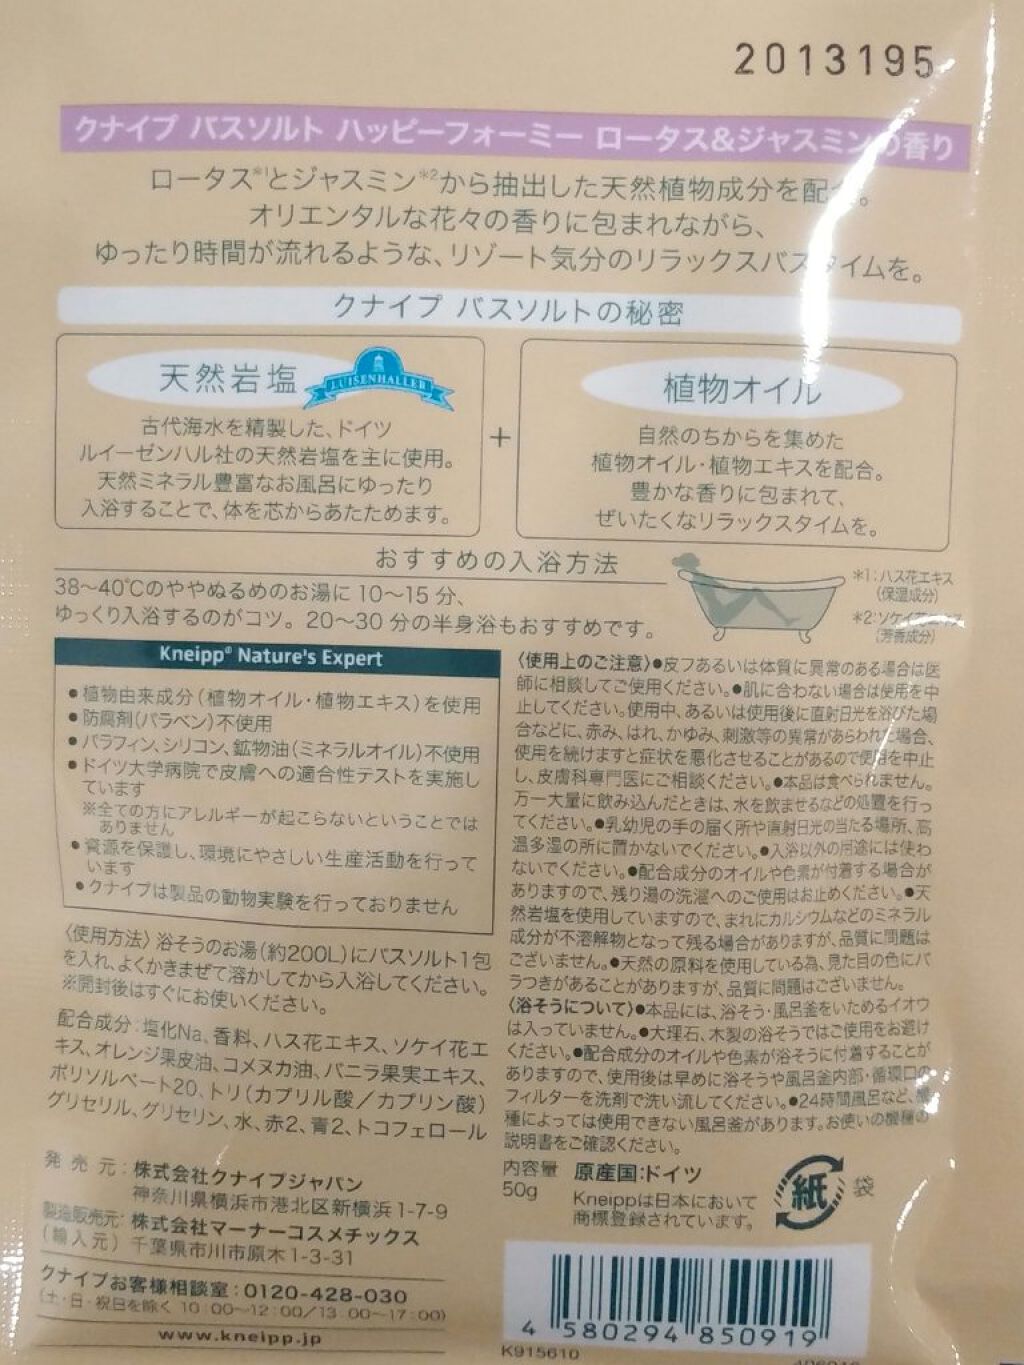 2013195
クナイプ バスソルト ハッピーフォーミー ロータス&ジャスミンの香り
ロータス*1とジャスミン*2から抽出した天然植物成分を配合。
オリエンタルな花々の香りに包まれながら、
ゆったり時間が流れるような、リゾート気分のリラックスバスタイムを。
クナイプ バスソルトの秘密
天然岩塩
LUISENHALLER
古代海水を精製した、ドイツ
ルイーゼンハル社の天然岩塩を主に使用。
天然ミネラル豊富なお風呂にゆったり
入浴することで、体を芯からあたためます。
+
植物オイル
自然のちからを集めた
植物オイル・植物エキスを配合。
豊かな香りに包まれて、
ぜいたくなリラックスタイムを。
おすすめの入浴方法
38〜40℃のややぬるめのお湯に 10〜15 分、
ゆっくり入浴するのがコツ。20〜30 分の半身浴もおすすめです。
*1:ハス花エキス
(保湿成分)
*2:ソケイ花エキス
(芳香成分)
Kneipp® Nature's Expert
●植物由来成分(植物オイル・植物エキス)を使用
●防腐剤(パラベン)不使用
●パラフィン、シリコン、鉱物油(ミネラルオイル)不使用
●ドイツ大学病院で皮膚への適合性テストを実施し
ています
※全ての方にアレルギーが起こらないということでは
ありません
●資源を保護し、環境にやさしい生産活動を行って
います
●クナイプは製品の動物実験を行っておりません
〈使用方法〉浴そうのお湯(約200L)にバスソルト1包
を入れ、よくかきまぜて溶かしてから入浴してください。
※開封後はすぐにお使いください。
配合成分:塩化Na、香料、ハス花エキス、ソケイ花エ
キス、オレンジ果皮油、コメヌカ油、バニラ果実エキス、
ポリソルベート20、トリ(カプリル酸/カプリン酸)
グリセリル、グリセリン、水、赤2、青2、トコフェロール
発売元:株式会社クナイプジャパン
神奈川県横浜市港北区新横浜1-7-9
製造販売元:株式会社マーナーコスメチックス
(輸入元) 千葉県市川市原木1-3-31
クナイプお客様相談室:0120-428-030
(土・日・祝日を除く 10:00〜12:00/13:00〜17:00)
www.kneipp.jp
〈使用上のご注意〉●皮フあるいは体質に異常のある場合は医
師に相談してご使用ください。●肌に合わない場合は使用を中
止してください。使用中、あるいは使用後に直射日光を浴びた場
合などに、赤み、はれ、かゆみ、刺激等の異常があらわれた場合、
使用を続けますと症状を悪化させることがあるので使用を中止
し、皮膚科専門医にご相談ください。●本品は食べられません。
万一大量に飲み込んだときは、水を飲ませるなどの処置を行っ
てください。●乳幼児の手の届く所や直射日光の当たる場所、高
温多湿の所に置かないでください。●入浴以外の用途には使わ
ないでください。●配合成分のオイルや色素が付着する場合が
ありますので、残り湯の洗濯へのご使用はお止めください。●天
然岩塩を使用していますので、まれにカルシウムなどのミネラル
成分が不溶解物となって残る場合がありますが、品質に問題は
ございません。●天然の原料を使用している為、見た目の色にバ
ラつきがあることがありますが、品質に問題はございません。
〈浴そうについて〉●本品には、浴そう・風呂釜をいためるイオウ
は入っていません。●大理石、木製の浴そうではご使用をお避け
ください。●配合成分のオイルや色素が浴そうに付着することが
ありますので、使用後は早めに浴そうや風呂釜内部・循環口の
フィルターを洗剤で洗い流してください。●24時間風呂など、機
種によっては使用できない風呂釜があります。お使いの機種の
説明書をご確認ください。
内容量 原産国:ドイツ
50g
Kneippは日本において
商標登録されています。
紙
袋
4 580294 850919
K915610